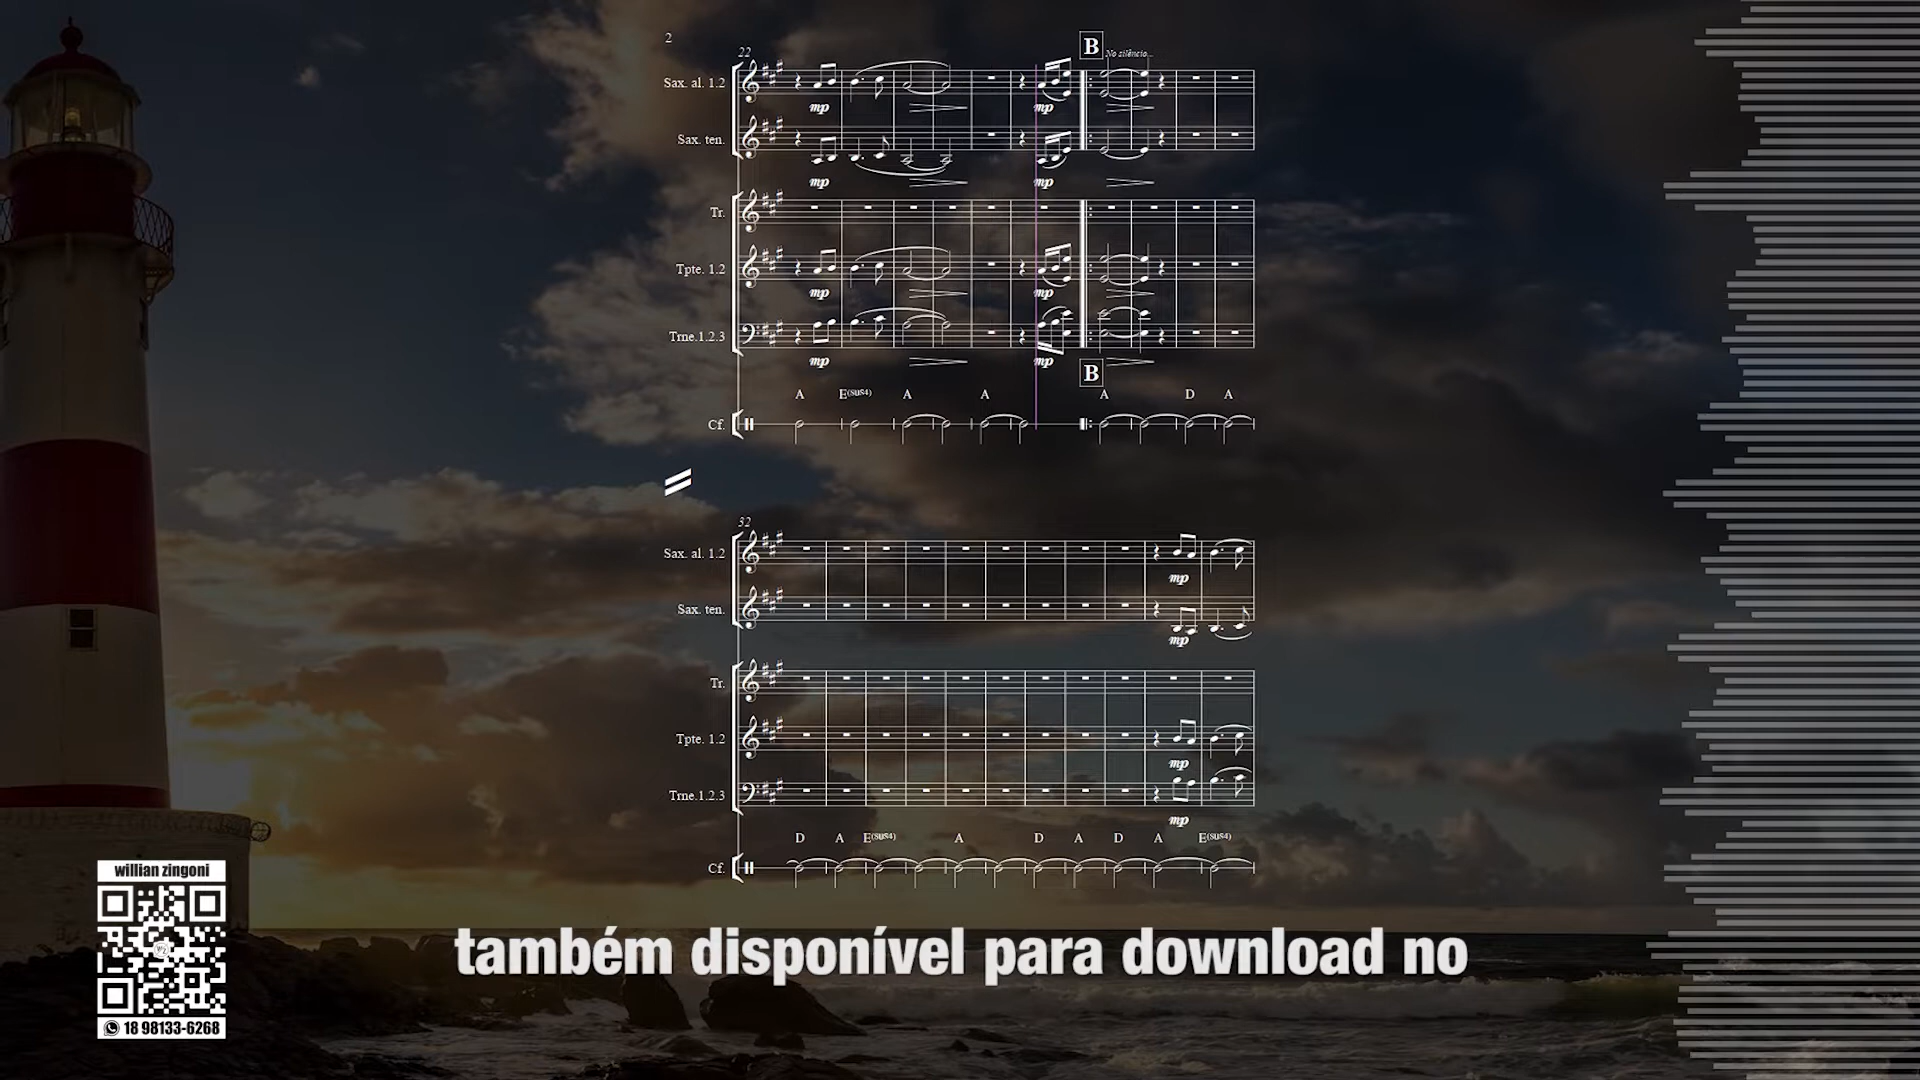 2
22
B
No silêncio...
Sax. al. 1.2
mp
mp
Sax. ten.
mp
mp
Tr.
Tpte. 1.2
mp
mp
Trne.1.2.3
mp
mp
B
A E(sus4) A A A D A
Cf.
32
Sax. al. 1.2
mp
Sax. ten.
mp
Tr.
Tpte. 1.2
mp
Trne.1.2.3
mp
D A E(sus4) A D A D A E(sus4)
Cf.
willian zingoni
18 98133-6268
também disponível para download no